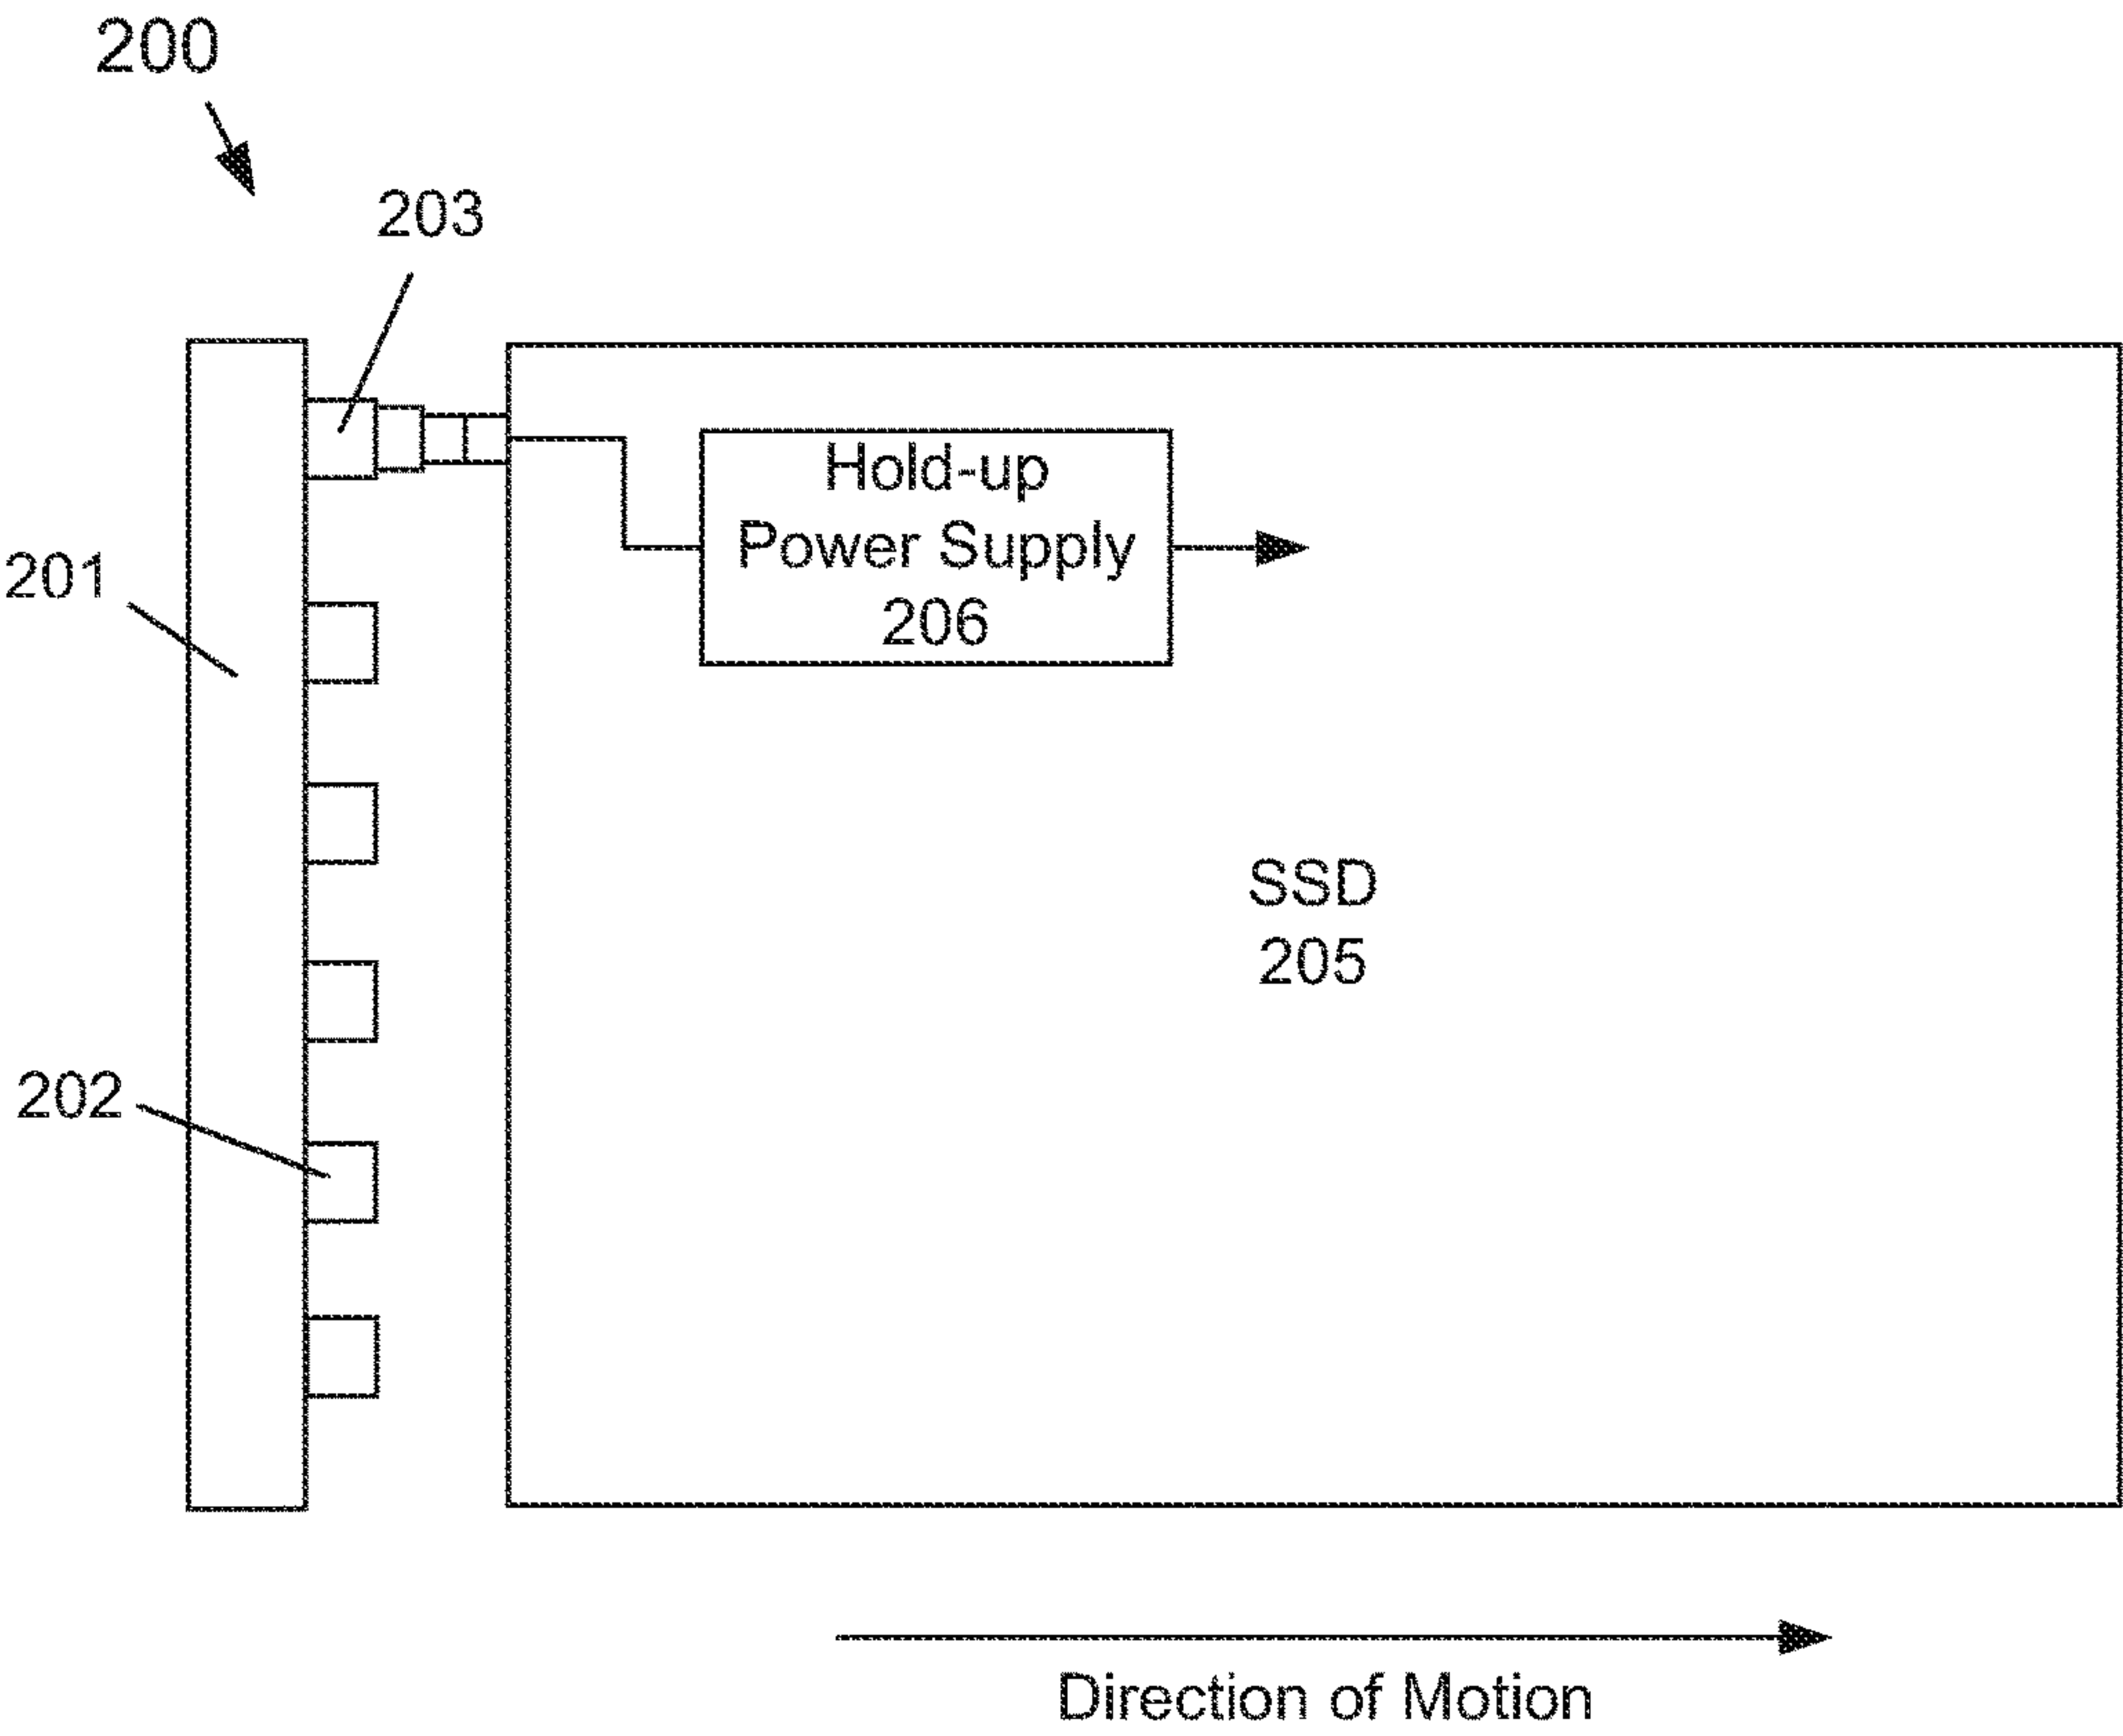 200
203
201
Hold-up
Power Supply
206
SSD
205
202
Direction of Motion